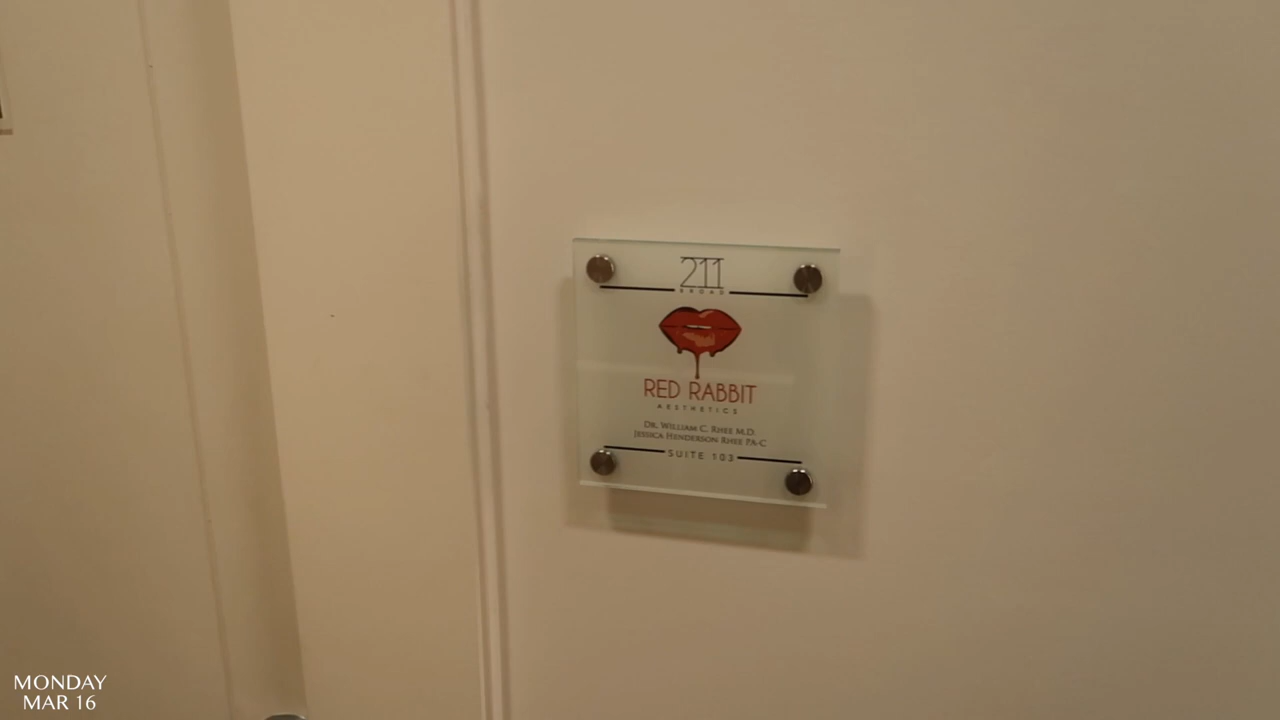 211
BROAD
RED RABBIT
AESTHETICS
DR. WILLIAM C. RHEE M.D.
JESSICA HENDERSON RHEE PA-C
SUITE 103
MONDAY
MAR 16